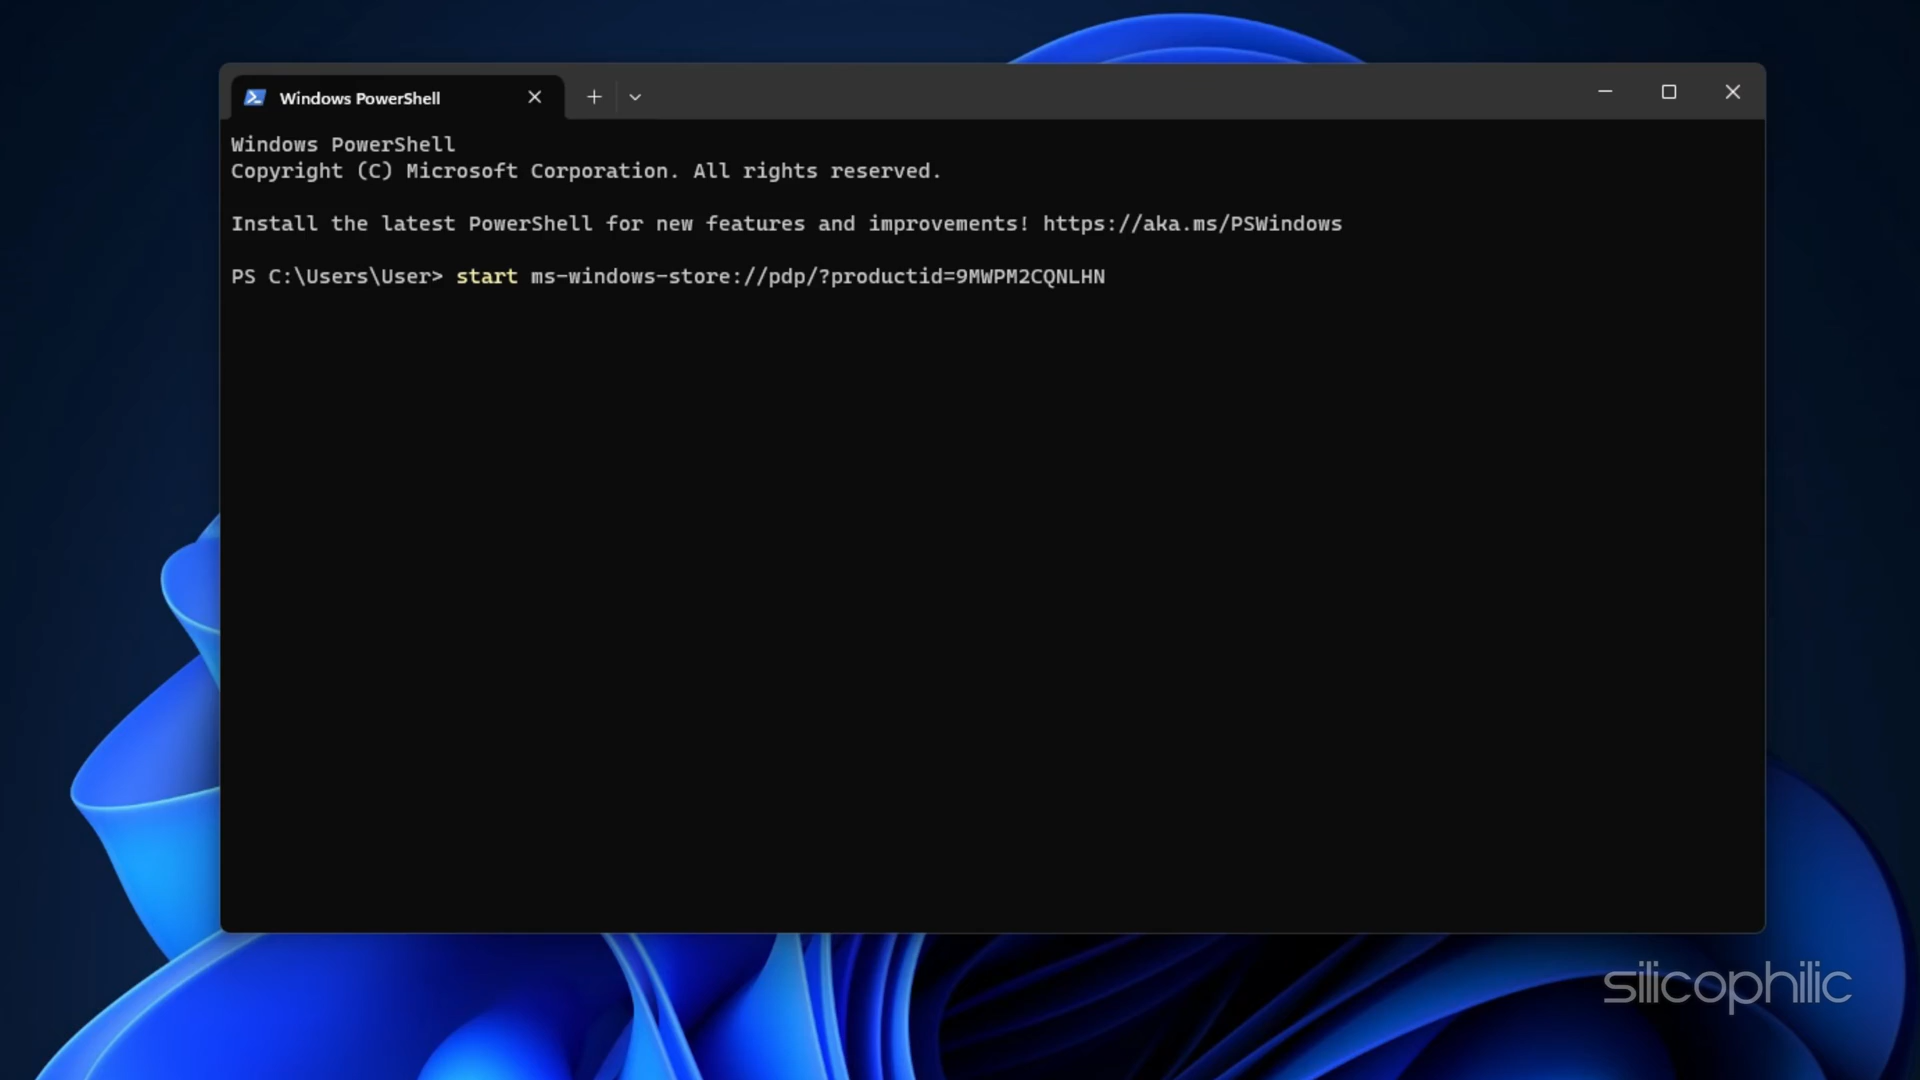 Windows PowerShell
Windows PowerShell
Copyright (C) Microsoft Corporation. All rights reserved.
Install the latest PowerShell for new features and improvements! https://aka.ms/PSWindows
PS C:\Users\User> start ms-windows-store://pdp/?productid=9MWPM2CQNLHN
silicophilic